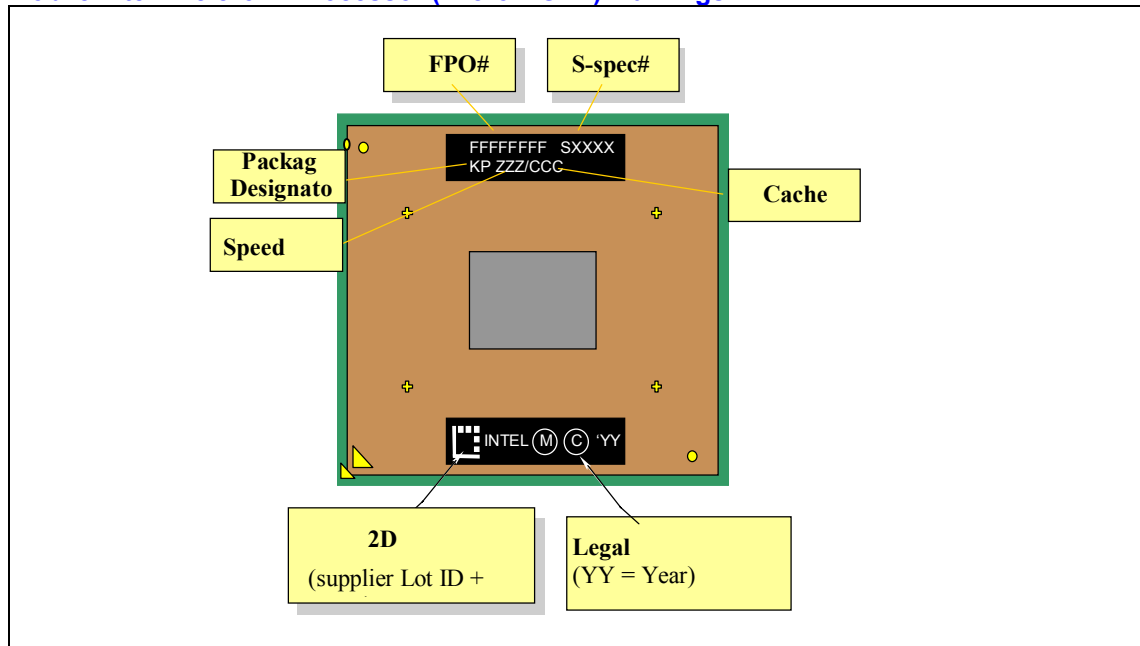 FPO#
S-spec#
FFFFFFFF SXXXX
KP ZZZ/CCC
Packag
Designato
Cache
Speed
INTEL M C 'YY
2D
(supplier Lot ID +
Legal
(YY = Year)